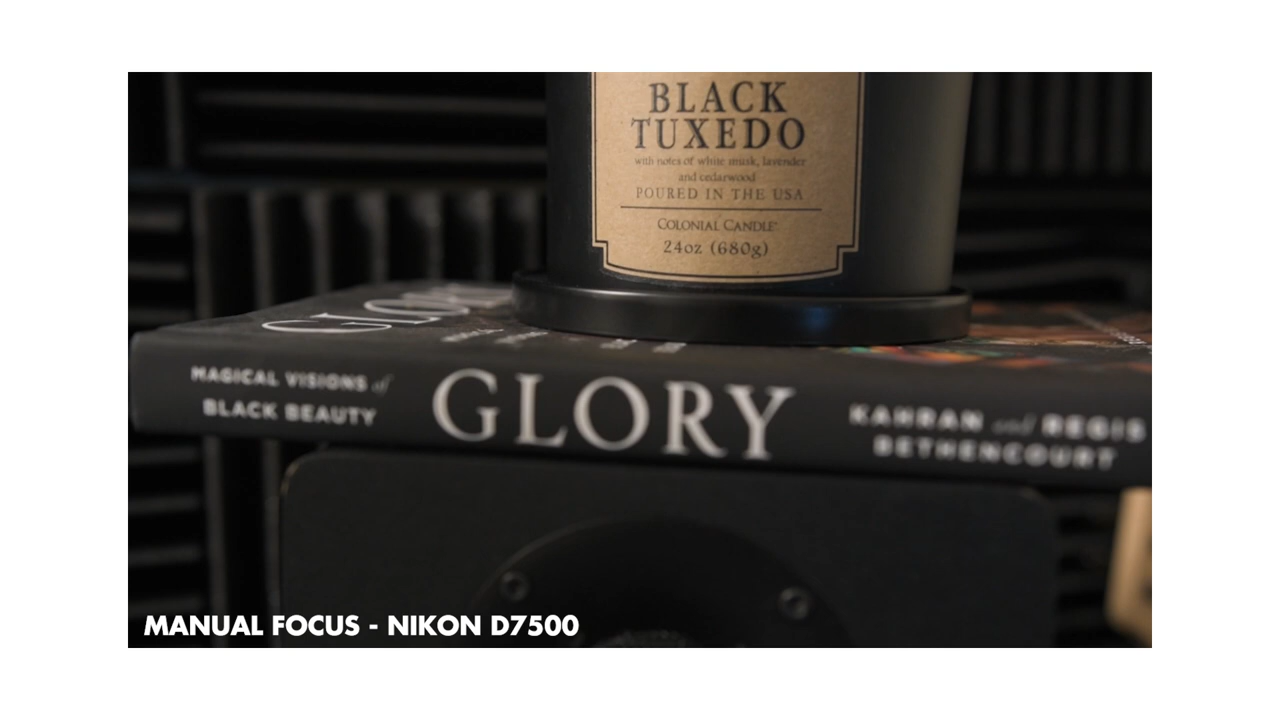 BLACK
TUXEDO
with notes of white musk, lavender
and cedarwood
POURED IN THE USA
COLONIAL CANDLE
24oz (680g)
GLORY
MAGICAL VISIONS of
BLACK BEAUTY
GLORY
KAHRAN and REGIS
BETHENCOURT
MANUAL FOCUS - NIKON D7500